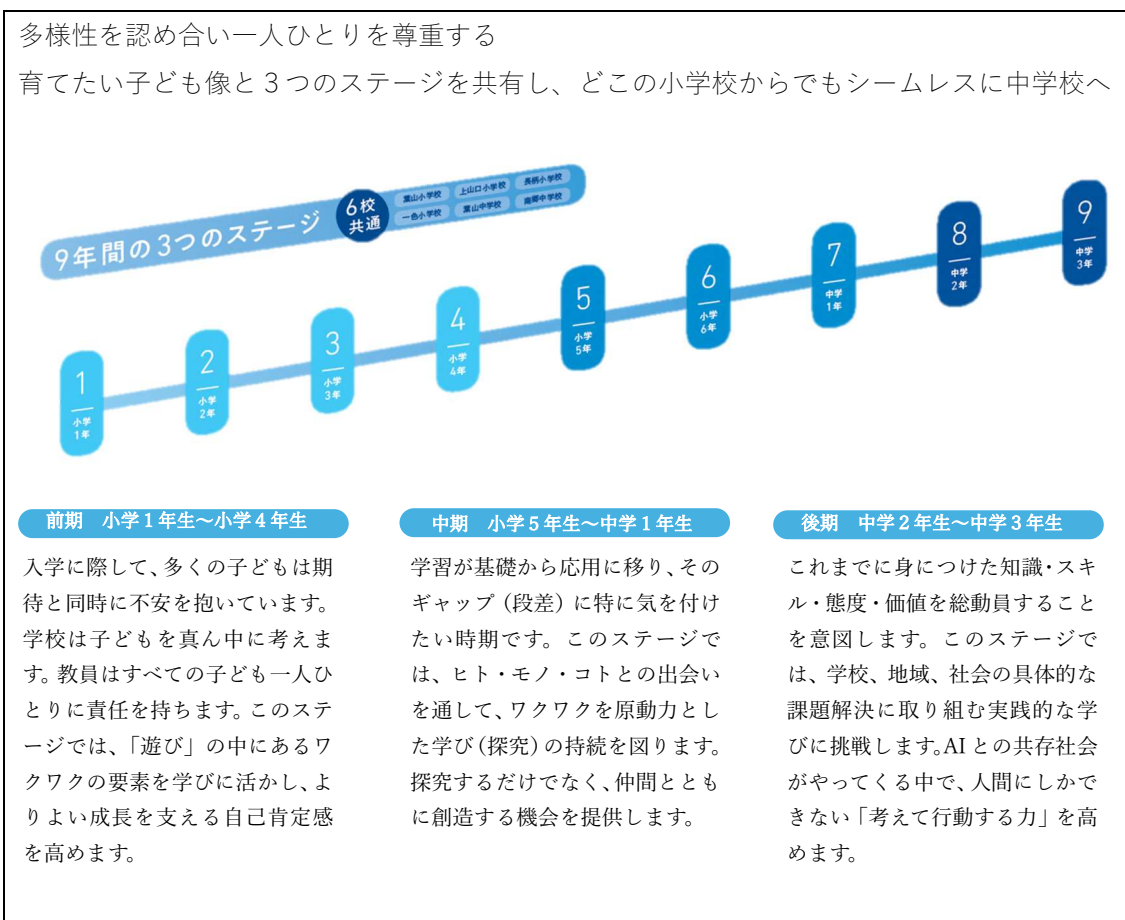 多様性を認め合い一人ひとりを尊重する
育てたい子ども像と３つのステージを共有し、どこの小学校からでもシームレスに中学校へ
9年間の3つのステージ
6校
共通
葉山小学校 上山口小学校 長柄小学校
一色小学校 葉山中学校 南郷中学校
1
小学
1年
2
小学
2年
3
小学
3年
4
小学
4年
5
小学
5年
6
小学
6年
7
中学
1年
8
中学
2年
9
中学
3年
前期　小学１年生～小学４年生
入学に際して、多くの子どもは期
待と同時に不安を抱いています。
学校は子どもを真ん中に考えま
す。教員はすべての子ども一人ひ
とりに責任を持ちます。このステ
ージでは、「遊び」の中にあるワ
クワクの要素を学びに活かし、よ
りよい成長を支える自己肯定感
を高めます。
中期　小学５年生～中学１年生
学習が基礎から応用に移り、その
ギャップ（段差）に特に気を付け
たい時期です。このステージで
は、ヒト・モノ・コトとの出会い
を通して、ワクワクを原動力とし
た学び（探究）の持続を図ります。
探究するだけでなく、仲間ととも
に創造する機会を提供します。
後期　中学２年生～中学３年生
これまでに身につけた知識・スキ
ル・態度・価値を総動員すること
を意図します。このステージで
は、学校、地域、社会の具体的な
課題解決に取り組む実践的な学
びに挑戦します。AIとの共存社会
がやってくる中で、人間にしかで
きない「考えて行動する力」を高
めます。